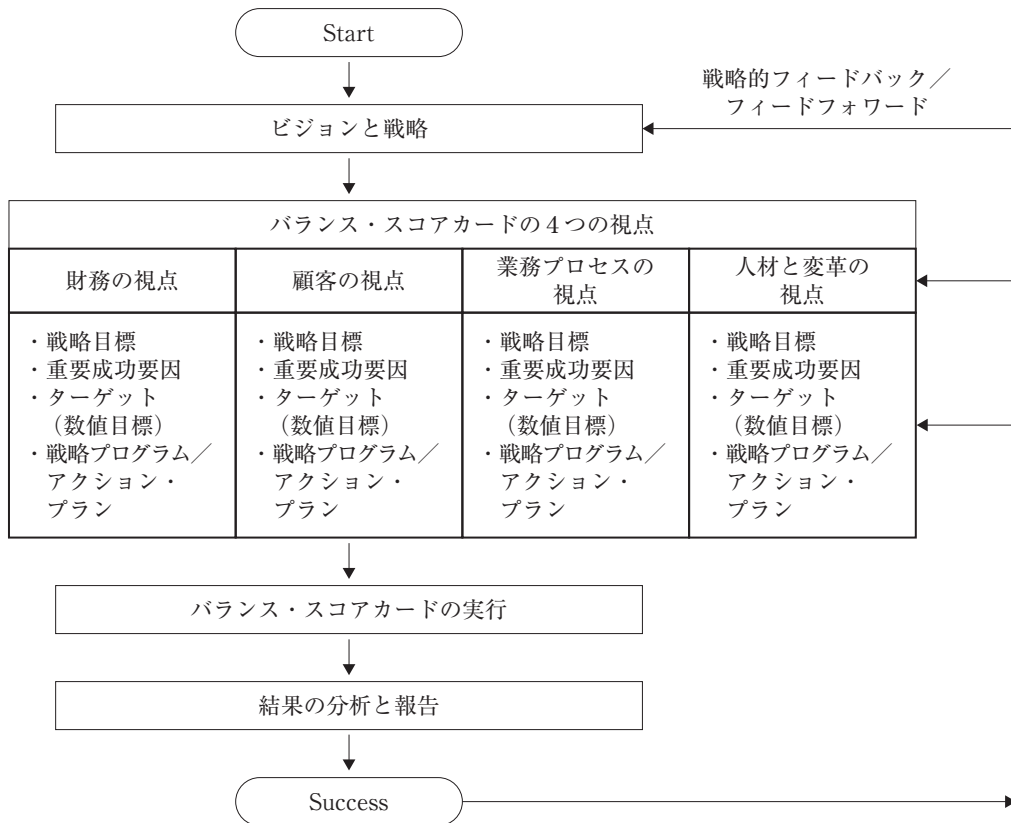 Start
戦略的フィードバック／
フィードフォワード
ビジョンと戦略
バランス・スコアカードの４つの視点
財務の視点
顧客の視点
業務プロセスの
視点
人材と変革の
視点
・戦略目標
・重要成功要因
・ターゲット
（数値目標）
・戦略プログラム／
アクション・
プラン
・戦略目標
・重要成功要因
・ターゲット
（数値目標）
・戦略プログラム／
アクション・
プラン
・戦略目標
・重要成功要因
・ターゲット
（数値目標）
・戦略プログラム／
アクション・
プラン
・戦略目標
・重要成功要因
・ターゲット
（数値目標）
・戦略プログラム／
アクション・
プラン
バランス・スコアカードの実行
結果の分析と報告
Success